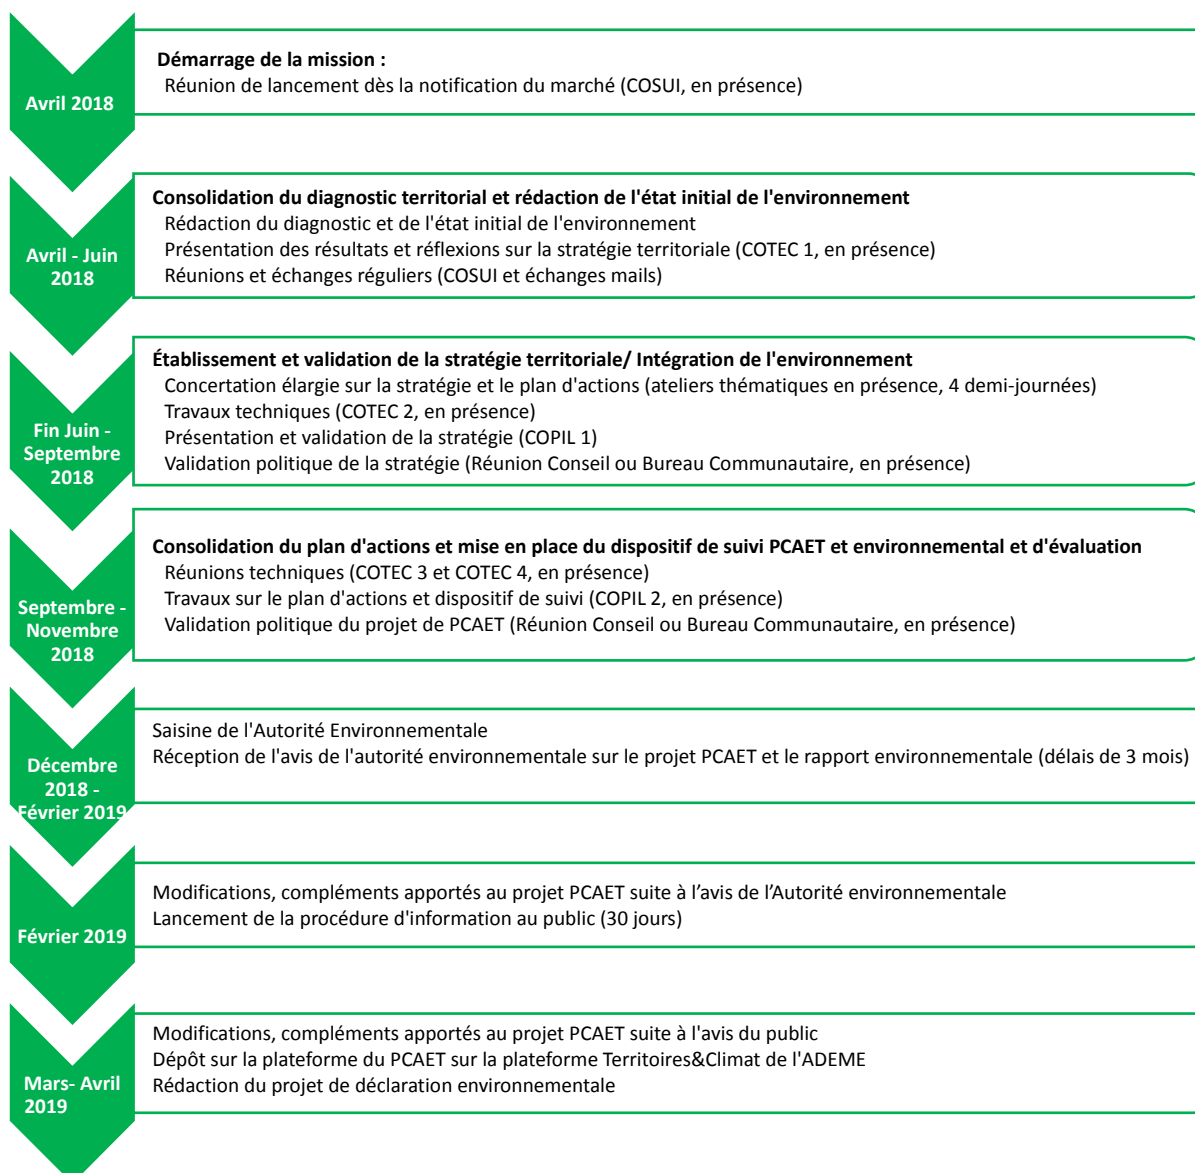 Avril 2018
Démarrage de la mission :
Réunion de lancement dès la notification du marché (COSUI, en présence)
Avril - Juin
2018
Consolidation du diagnostic territorial et rédaction de l'état initial de l'environnement
Rédaction du diagnostic et de l'état initial de l'environnement
Présentation des résultats et réflexions sur la stratégie territoriale (COTEC 1, en présence)
Réunions et échanges réguliers (COSUI et échanges mails)
Fin Juin -
Septembre
2018
Établissement et validation de la stratégie territoriale/ Intégration de l'environnement
Concertation élargie sur la stratégie et le plan d'actions (ateliers thématiques en présence, 4 demi-journées)
Travaux techniques (COTEC 2, en présence)
Présentation et validation de la stratégie (COPIL 1)
Validation politique de la stratégie (Réunion Conseil ou Bureau Communautaire, en présence)
Septembre -
Novembre
2018
Consolidation du plan d'actions et mise en place du dispositif de suivi PCAET et environnemental et d'évaluation
Réunions techniques (COTEC 3 et COTEC 4, en présence)
Travaux sur le plan d'actions et dispositif de suivi (COPIL 2, en présence)
Validation politique du projet de PCAET (Réunion Conseil ou Bureau Communautaire, en présence)
Décembre
2018 -
Février 2019
Saisine de l'Autorité Environnementale
Réception de l'avis de l'autorité environnementale sur le projet PCAET et le rapport environnementale (délais de 3 mois)
Février 2019
Modifications, compléments apportés au projet PCAET suite à l’avis de l’Autorité environnementale
Lancement de la procédure d'information au public (30 jours)
Mars- Avril
2019
Modifications, compléments apportés au projet PCAET suite à l'avis du public
Dépôt sur la plateforme du PCAET sur la plateforme Territoires&Climat de l'ADEME
Rédaction du projet de déclaration environnementale